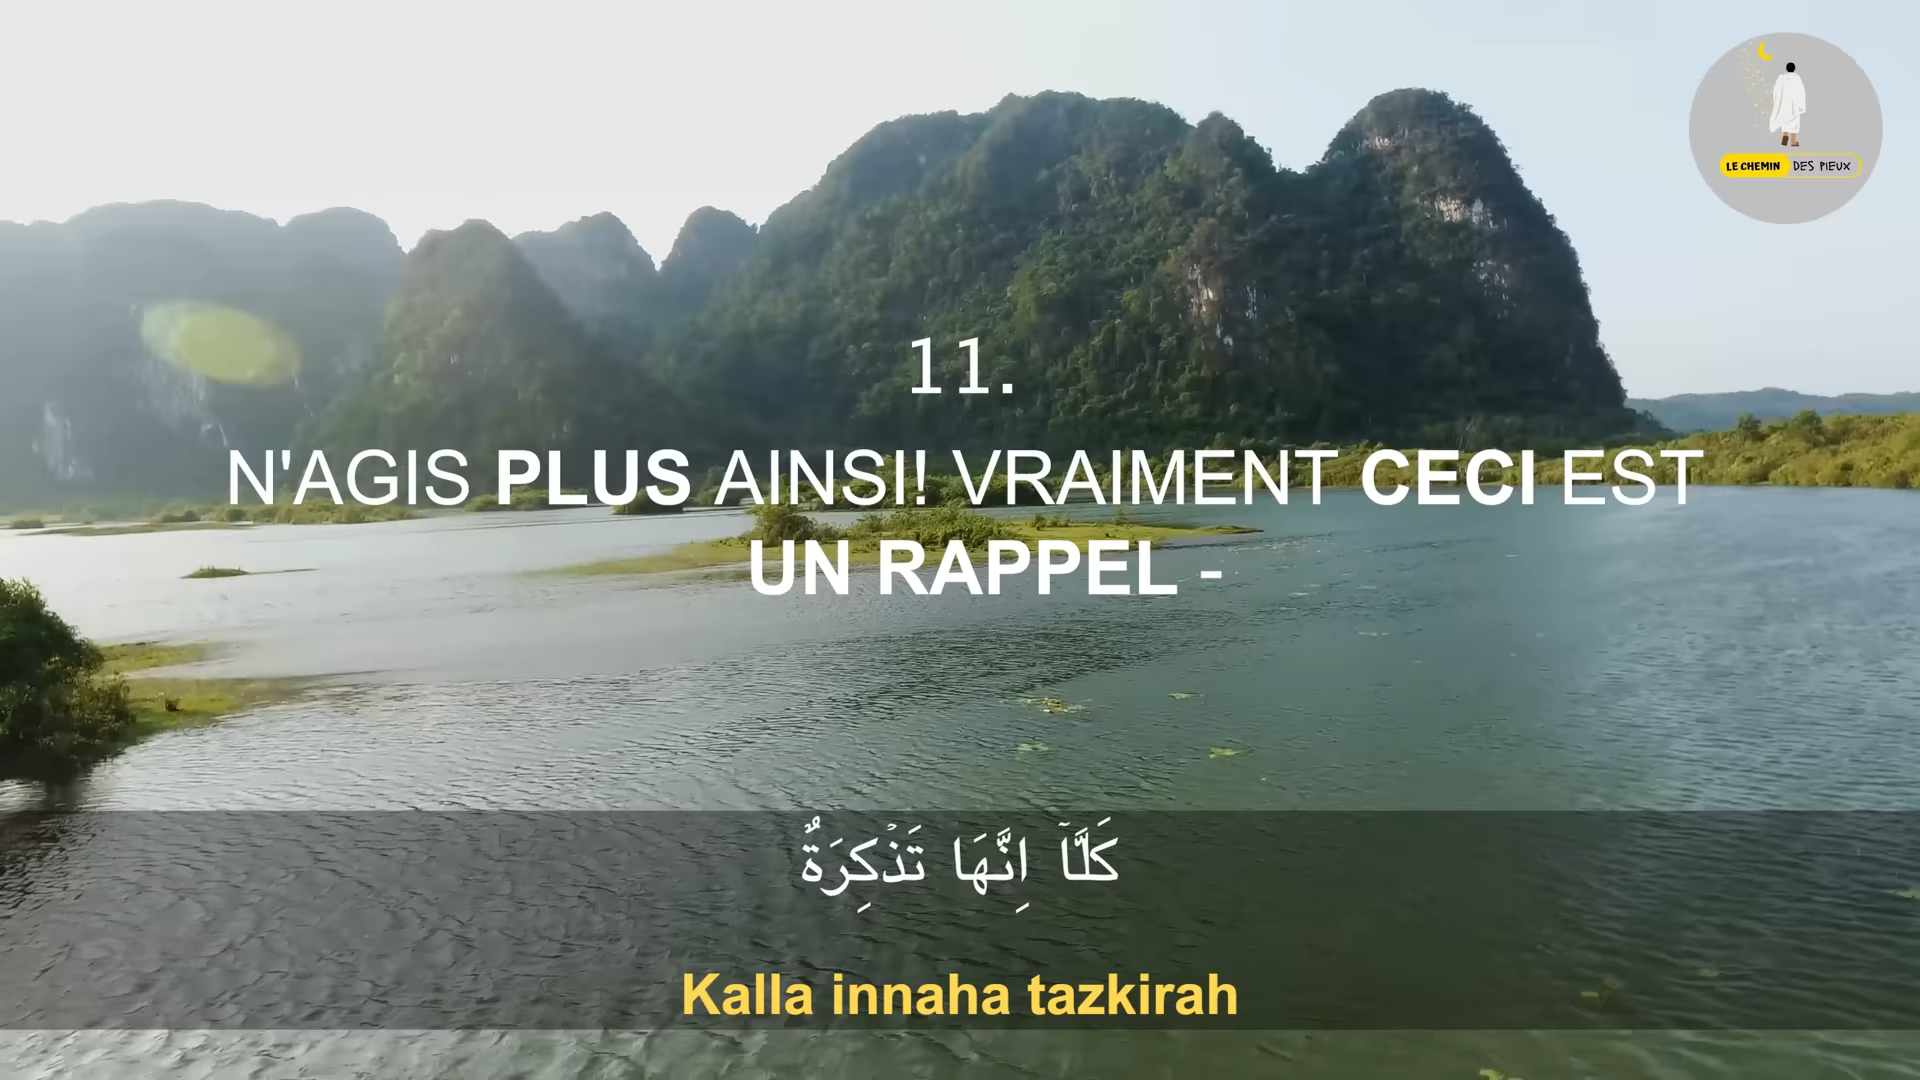 LE CHEMIN DES PIEUX
11.
N'AGIS PLUS AINSI! VRAIMENT CECI EST
UN RAPPEL -
كَلَّآ اِنَّهَا تَذْكِرَةٌ
Kalla innaha tazkirah